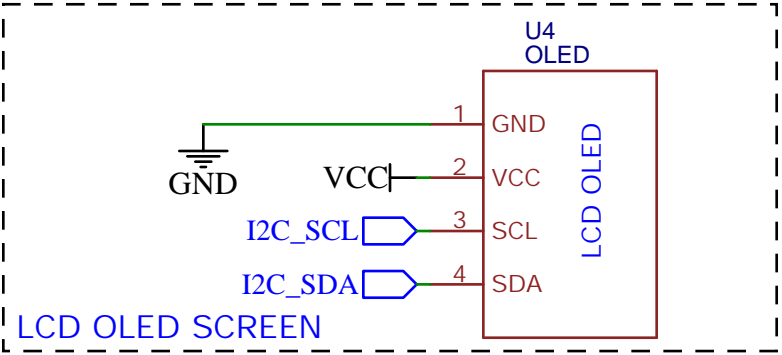 U4
OLED
1 GND
GND
VCC 2 VCC
I2C_SCL 3 SCL
I2C_SDA 4 SDA
LCD OLED
LCD OLED SCREEN